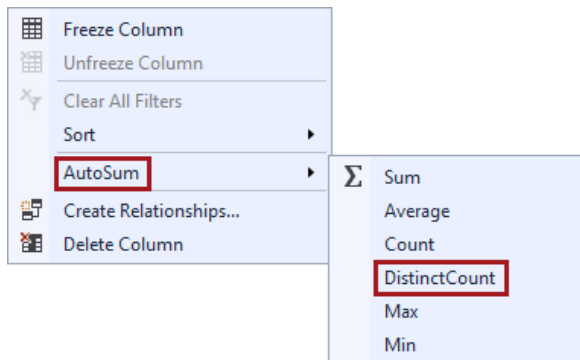 Freeze Column
Unfreeze Column
Clear All Filters
Sort
AutoSum
Create Relationships...
Delete Column
Σ Sum
Average
Count
DistinctCount
Max
Min